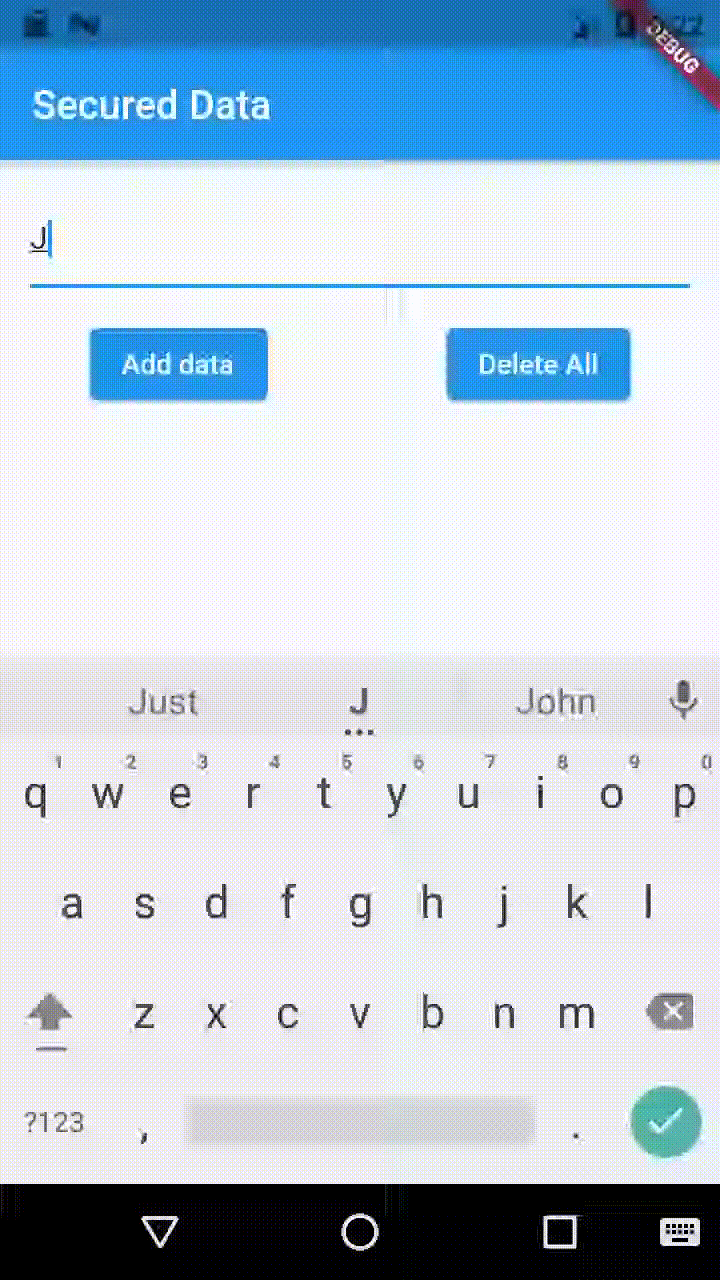 DEBUG
Secured Data
J
Add data
Delete All
Just J John
1 2 3 4 5 6 7 8 9 0
q w e r t y u i o p
a s d f g h j k l
z x c v b n m
?123 , .